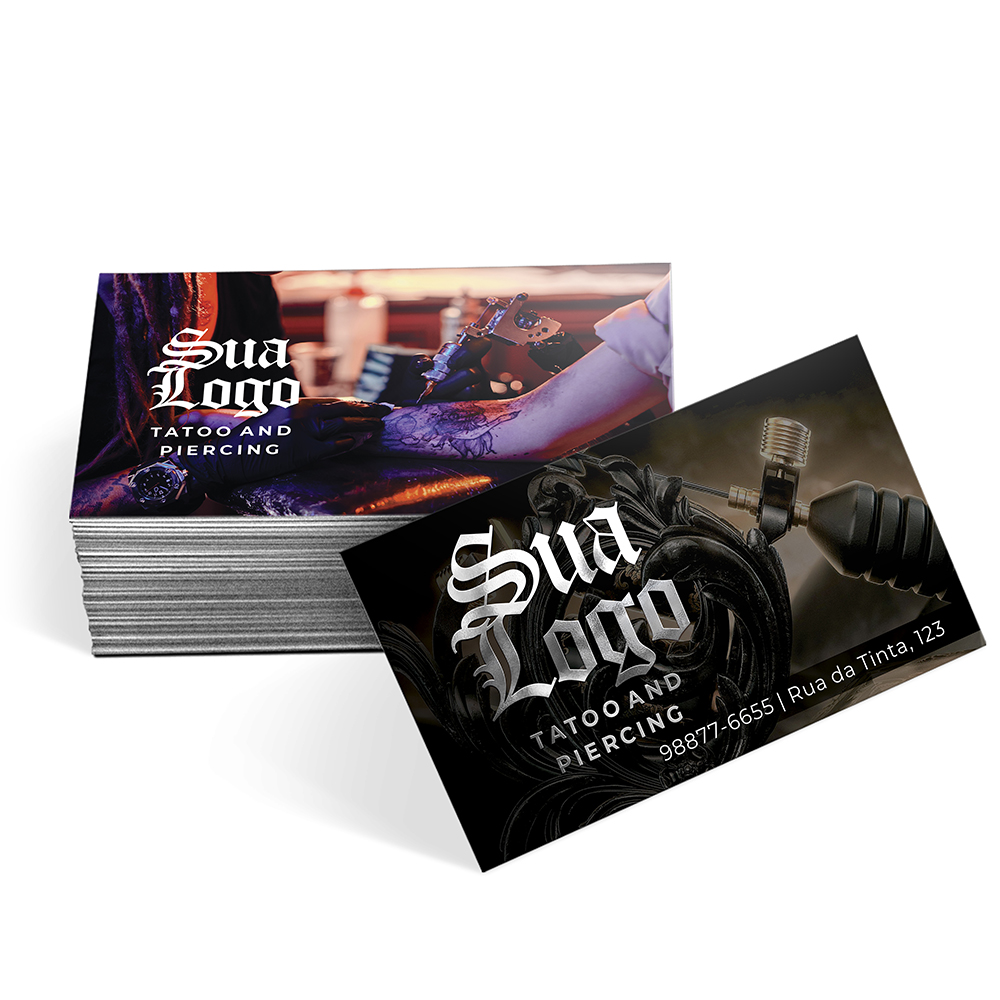 Sua
Logo
TATOO AND
PIERCING
Sua
Logo
TATOO AND
PIERCING
98877-6655 | Rua da Tinta, 123